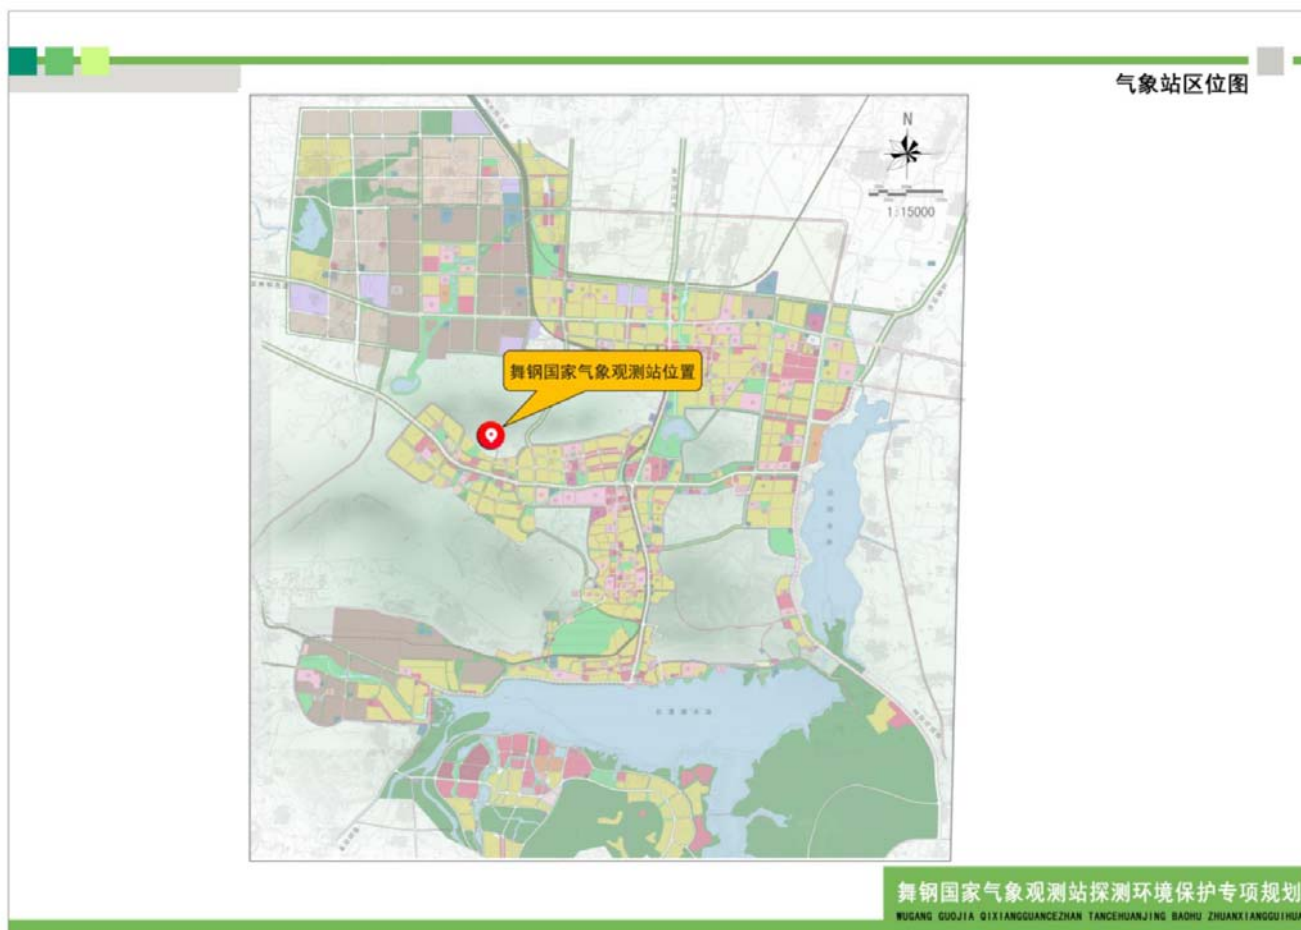 气象站区位图
N
1:15000
舞钢国家气象观测站位置
舞钢国家气象观测站探测环境保护专项规划
WUGANG GUOJIA QIXIANGGUANCEZHAN TANCEHUANJING BAOHU ZHUANXIANGGUIHUA